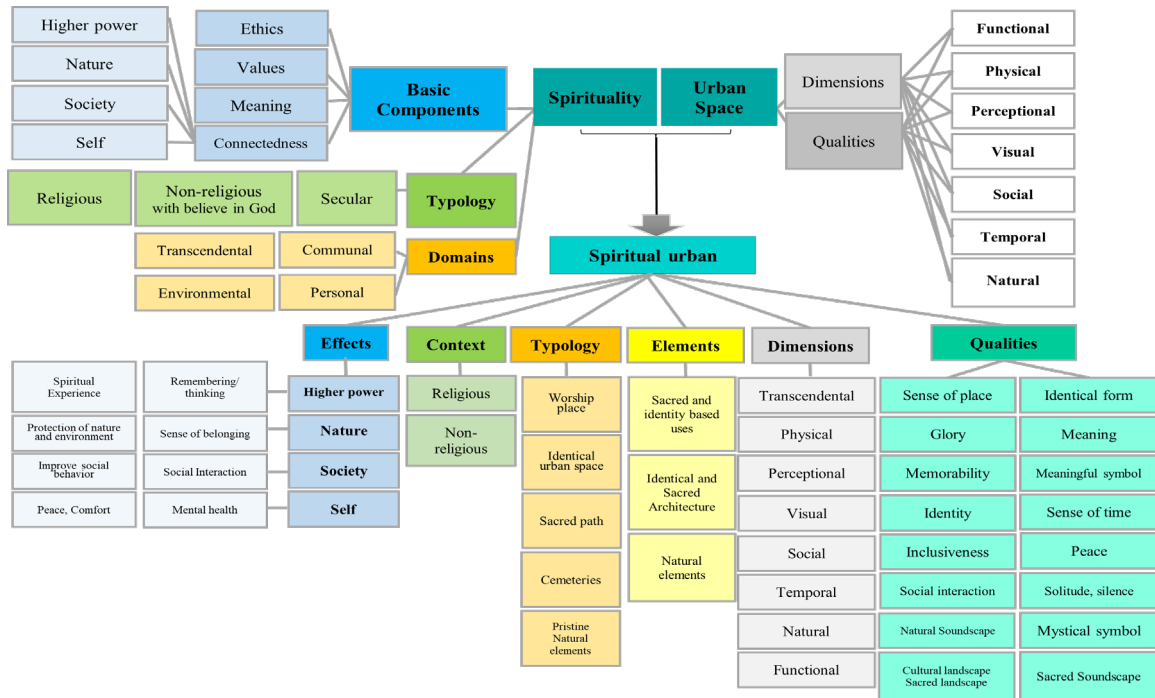 Higher power
Nature
Society
Self
Ethics
Values
Meaning
Connectedness
Basic
Components
Spirituality
Urban
Space
Dimensions
Qualities
Functional
Physical
Perceptional
Visual
Social
Temporal
Natural
Religious
Non-religious
with believe in God
Secular
Typology
Transcendental
Communal
Environmental
Personal
Domains
Spiritual urban
Effects
Higher power
Nature
Society
Self
Spiritual
Experience
Remembering/
thinking
Protection of nature
and environment
Sense of belonging
Improve social
behavior
Social Interaction
Peace, Comfort
Mental health
Context
Religious
Non-
religious
Typology
Worship
place
Identical
urban space
Sacred path
Cemeteries
Pristine
Natural
elements
Elements
Sacred and
identity based
uses
Identical and
Sacred
Architecture
Natural
elements
Dimensions
Transcendental
Physical
Perceptional
Visual
Social
Temporal
Natural
Functional
Qualities
Sense of place
Identical form
Glory
Meaning
Memorability
Meaningful symbol
Identity
Sense of time
Inclusiveness
Peace
Social interaction
Solitude, silence
Natural Soundscape
Mystical symbol
Cultural landscape
Sacred landscape
Sacred Soundscape